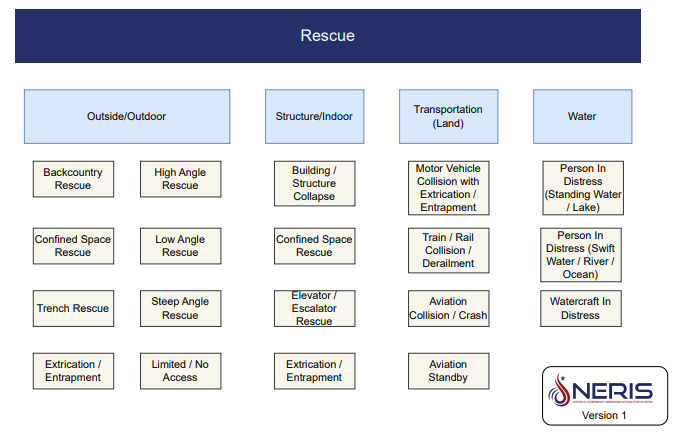 Rescue
Outside/Outdoor
Structure/Indoor
Transportation
(Land)
Water
Backcountry
Rescue
High Angle
Rescue
Building /
Structure
Collapse
Motor Vehicle
Collision with
Extrication /
Entrapment
Person In
Distress
(Standing Water
/ Lake)
Confined Space
Rescue
Low Angle
Rescue
Confined Space
Rescue
Train / Rail
Collision /
Derailment
Person In
Distress (Swift
Water / River /
Ocean)
Trench Rescue
Steep Angle
Rescue
Elevator /
Escalator
Rescue
Aviation
Collision / Crash
Watercraft In
Distress
Extrication /
Entrapment
Limited / No
Access
Extrication /
Entrapment
Aviation
Standby
NERIS
Version 1